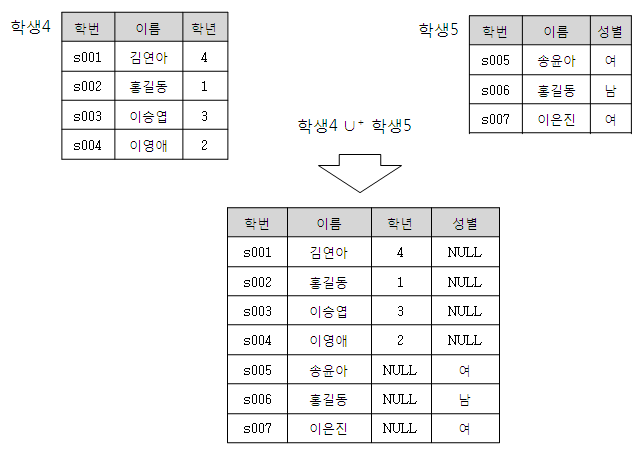 학생4
학번 이름 학년
s001 김연아 4
s002 홍길동 1
s003 이승엽 3
s004 이영애 2
학생5
학번 이름 성별
s005 송윤아 여
s006 홍길동 남
s007 이은진 여
학생4 ∪⁺ 학생5
학번 이름 학년 성별
s001 김연아 4 NULL
s002 홍길동 1 NULL
s003 이승엽 3 NULL
s004 이영애 2 NULL
s005 송윤아 NULL 여
s006 홍길동 NULL 남
s007 이은진 NULL 여